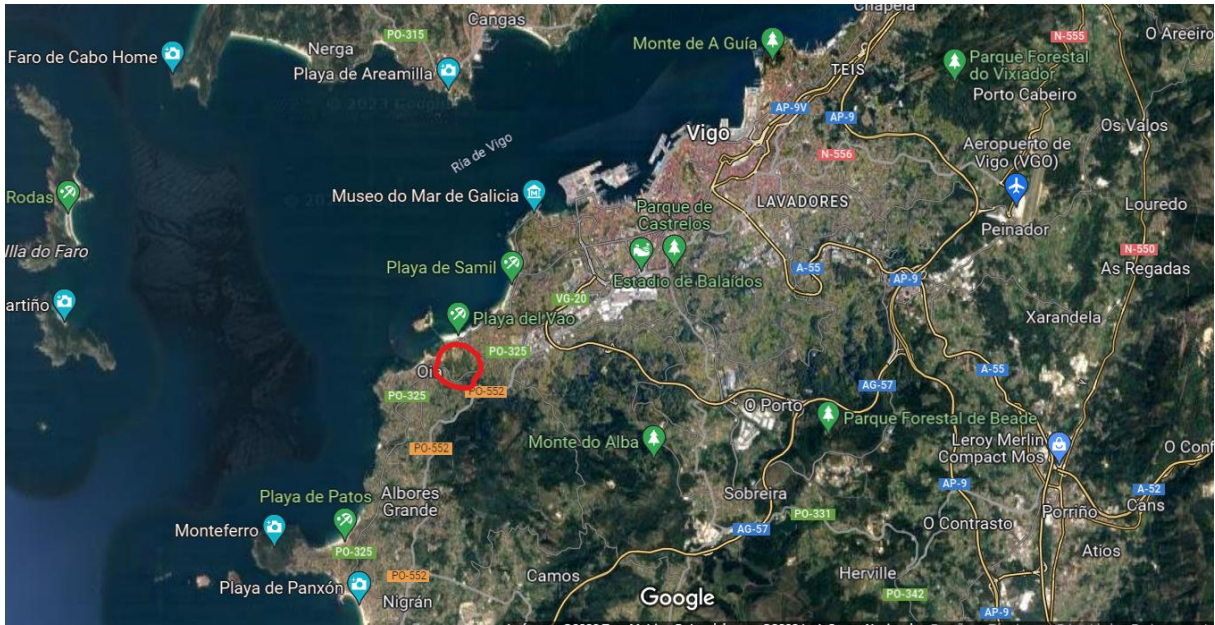 Cangas
Chapela
PO-315
Nerga
Faro de Cabo Home
Playa de Areamilla
Monte de A Guía
TEIS
N-555
O Areeiro
Parque Forestal
do Vixiador
Porto Cabeiro
AP-9V
AP-9
Os Valos
Vigo
Ría de Vigo
N-556
Aeropuerto de
Vigo (VGO)
Rodas
Museo do Mar de Galicia
LAVADORES
Louredo
Parque de
Castrelos
Peinador
Illa do Faro
N-550
Playa de Samil
A-55
As Regadas
Estadio de Balaídos
AP-9
artiño
VG-20
Playa del Vao
Xarandela
PO-325
Oia
A-55
PO-552
AG-57
PO-325
O Porto
Parque Forestal de Beade
Monte do Alba
Leroy Merlin
Compact Mos
O Conf
PO-552
AP-9
A-52
Playa de Patos
Albores
Grande
Sobreira
Cans
PO-331
Porriño
Monteferro
AG-57
O Contrasto
PO-325
Atios
PO-552
Camos
Herville
Playa de Panxón
Nigrán
Google
PO-342
AP-9